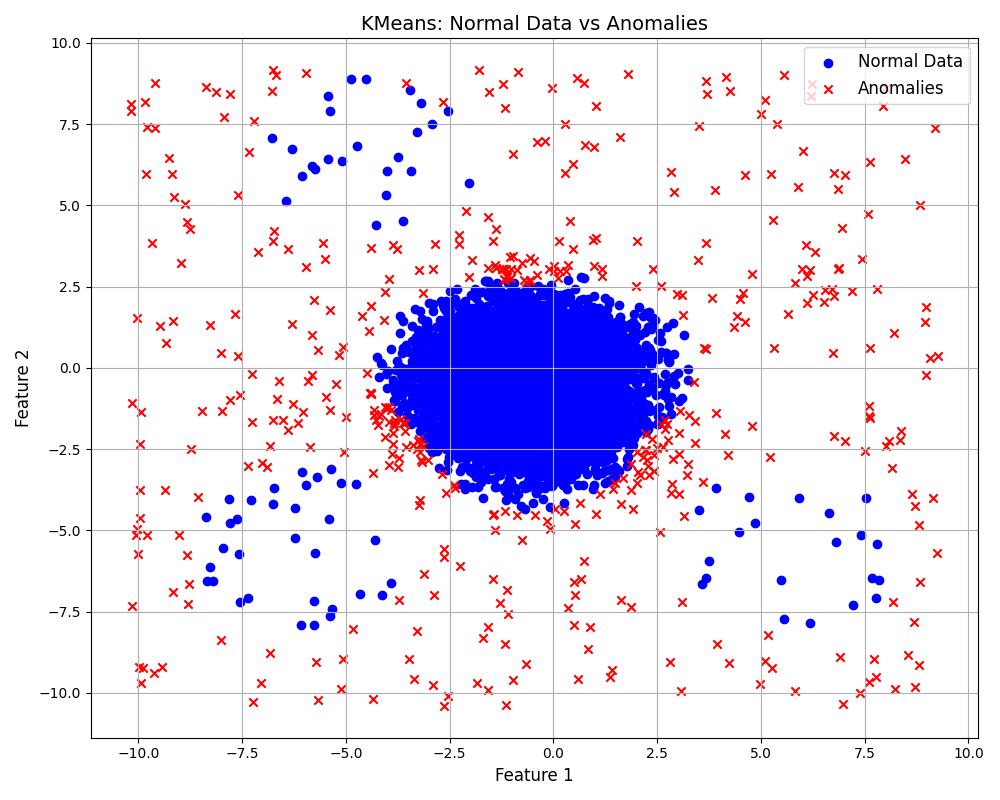 KMeans: Normal Data vs Anomalies
Normal Data
Anomalies
10.0
7.5
5.0
2.5
0.0
−2.5
−5.0
−7.5
−10.0
Feature 2
−10.0 −7.5 −5.0 −2.5 0.0 2.5 5.0 7.5 10.0
Feature 1